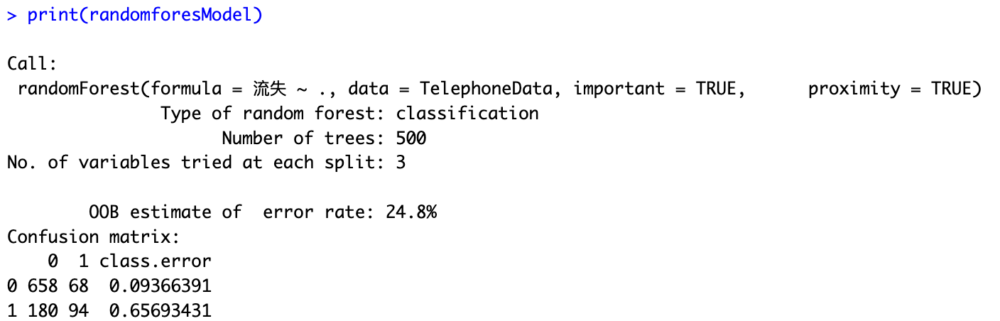 > print(randomforesModel)
Call:
 randomForest(formula = 流失 ~ ., data = TelephoneData, important = TRUE,      proximity = TRUE)
               Type of random forest: classification
                     Number of trees: 500
No. of variables tried at each split: 3
        OOB estimate of  error rate: 24.8%
Confusion matrix:
    0  1 class.error
0 658 68  0.09366391
1 180 94  0.65693431